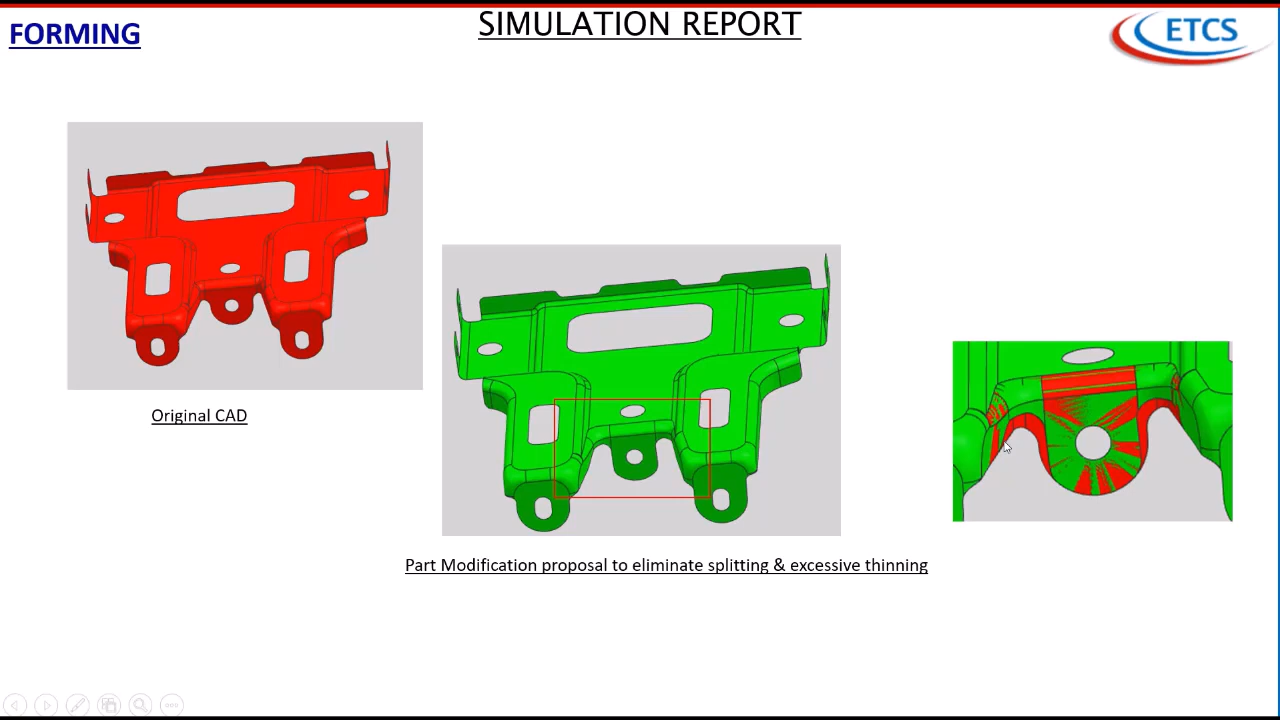 FORMING
SIMULATION REPORT
ETCS
Original CAD
Part Modification proposal to eliminate splitting & excessive thinning